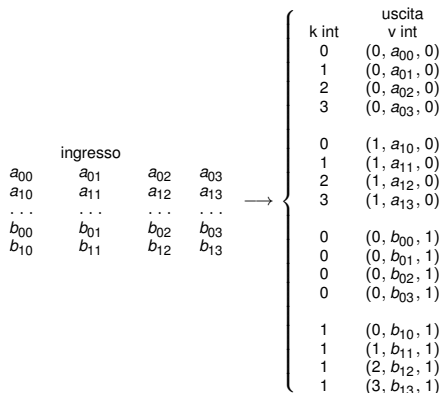 ingresso
a00 a01 a02 a03
a10 a11 a12 a13
. . . . . . . . . . . .
b00 b01 b02 b03
b10 b11 b12 b13
→
uscita
k int v int
0 (0, a00, 0)
1 (0, a01, 0)
2 (0, a02, 0)
3 (0, a03, 0)
0 (1, a10, 0)
1 (1, a11, 0)
2 (1, a12, 0)
3 (1, a13, 0)
0 (0, b00, 1)
0 (0, b01, 1)
0 (0, b02, 1)
0 (0, b03, 1)
1 (0, b10, 1)
1 (1, b11, 1)
1 (2, b12, 1)
1 (3, b13, 1)